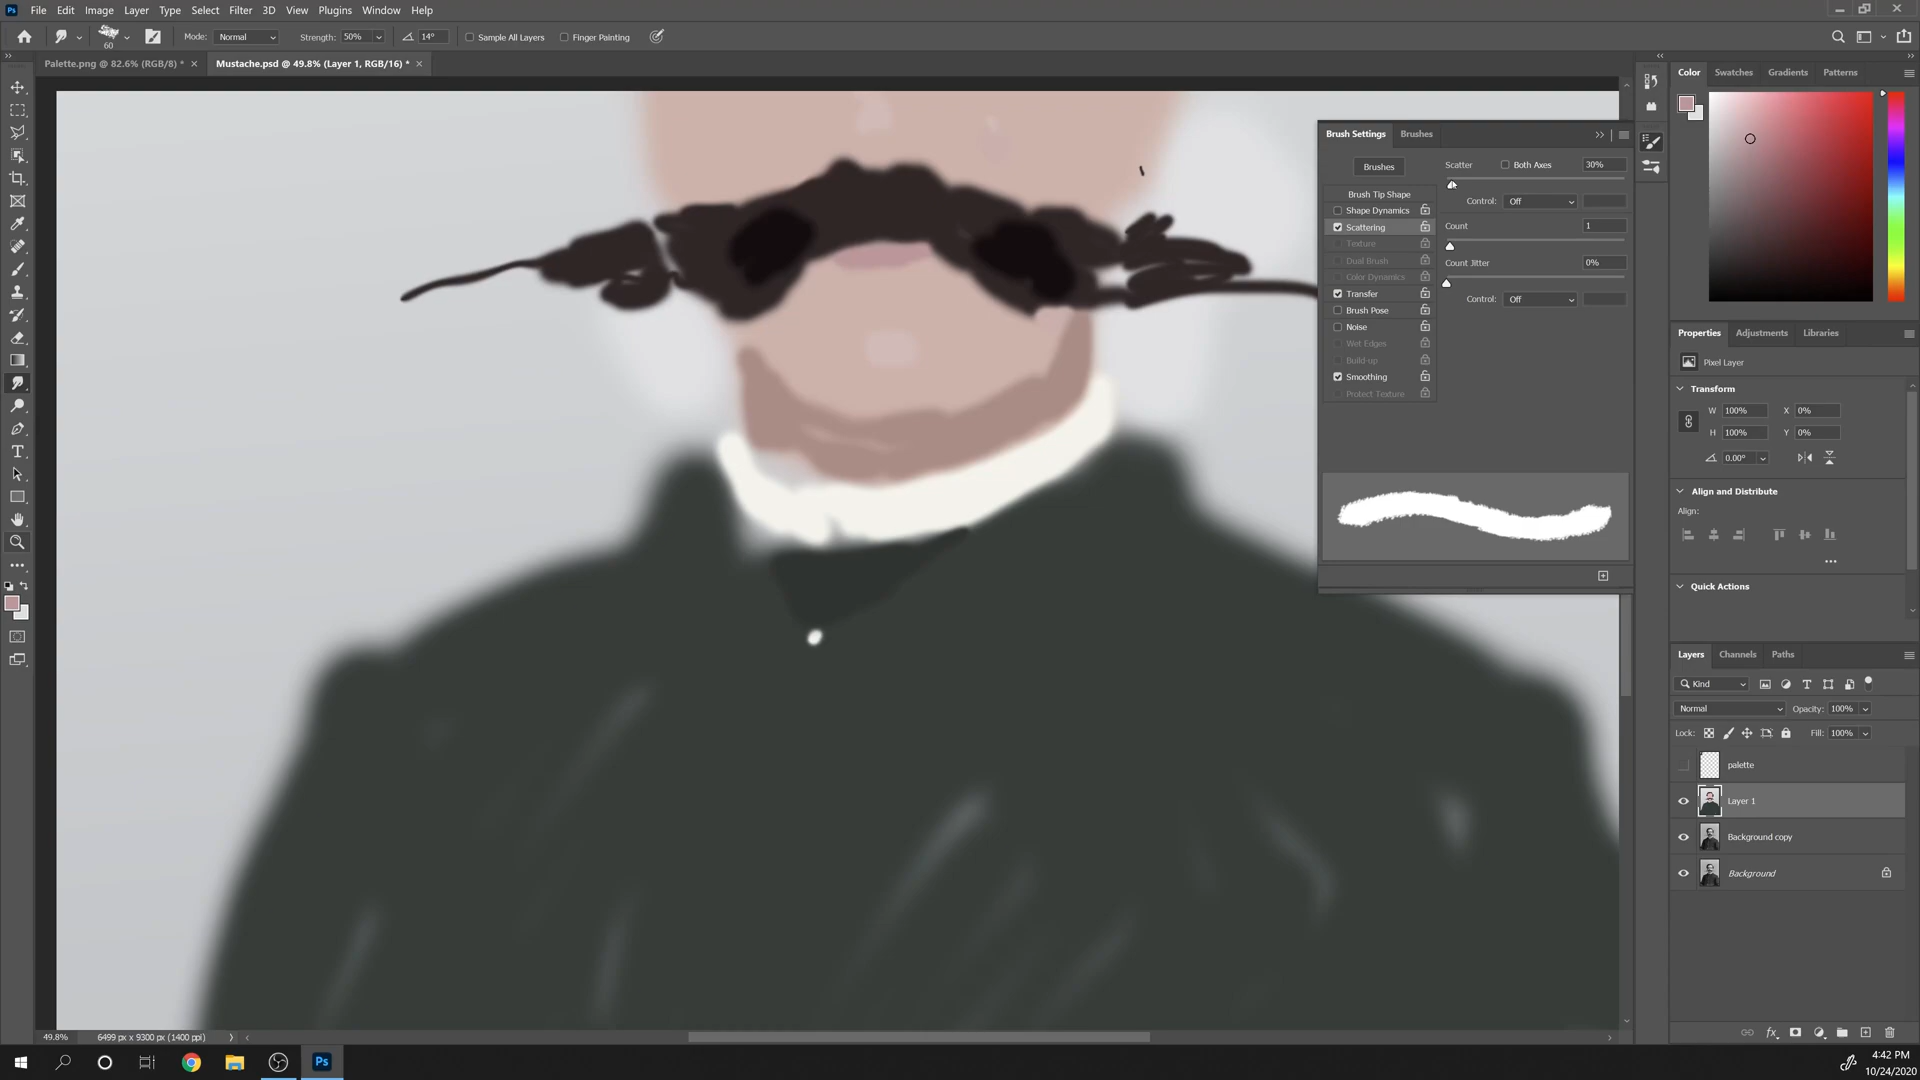 Ps File Edit Image Layer Type Select Filter 3D View Plugins Window Help
60 Mode: Normal Strength: 50% 14° Sample All Layers Finger Painting
Palette.png @ 82.6% (RGB/8) * Mustache.psd @ 49.8% (Layer 1, RGB/16) *
Color Swatches Gradients Patterns
Brush Settings Brushes
Brushes
Scatter Both Axes 30%
Brush Tip Shape
Control: Off
Shape Dynamics
Scattering
Count 1
Texture
Dual Brush
Count Jitter 0%
Color Dynamics
Transfer
Control: Off
Brush Pose
Noise
Wet Edges
Build-up
Smoothing
Protect Texture
Properties Adjustments Libraries
Pixel Layer
Transform
W 100% X 0%
H 100% Y 0%
0.00°
Align and Distribute
Align:
Quick Actions
Layers Channels Paths
Kind
Normal Opacity: 100%
Lock: Fill: 100%
palette
Layer 1
Background copy
Background
49.8% 6499 px x 9300 px (1400 ppi)
Ps
4:42 PM
10/24/2020